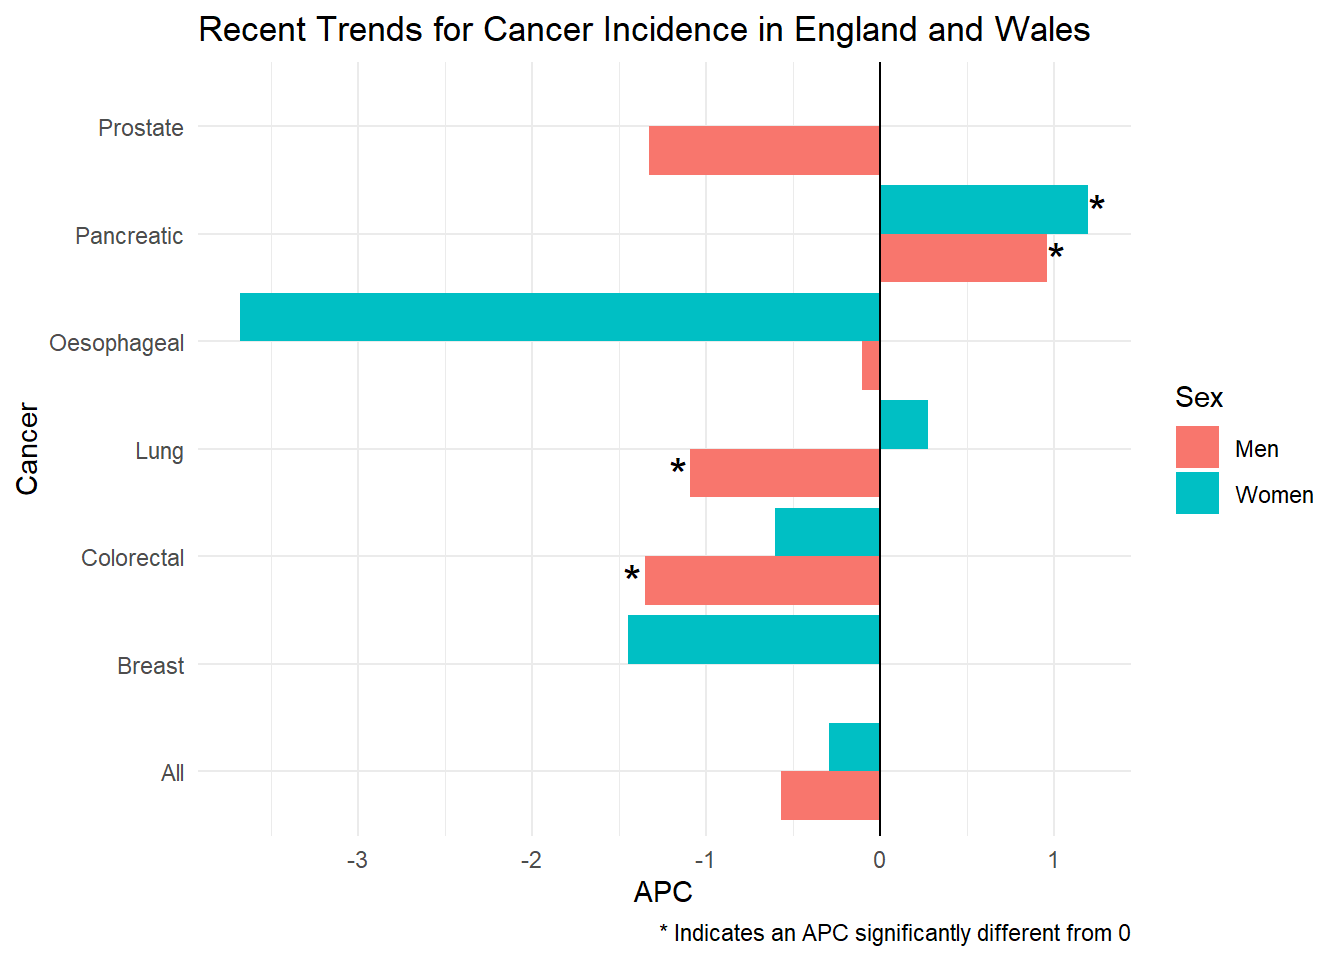 Recent Trends for Cancer Incidence in England and Wales
Prostate
Pancreatic
*
*
Oesophageal
Lung
*
Colorectal
*
Breast
All
Cancer
-3 -2 -1 0 1
APC
* Indicates an APC significantly different from 0
Sex
Men
Women